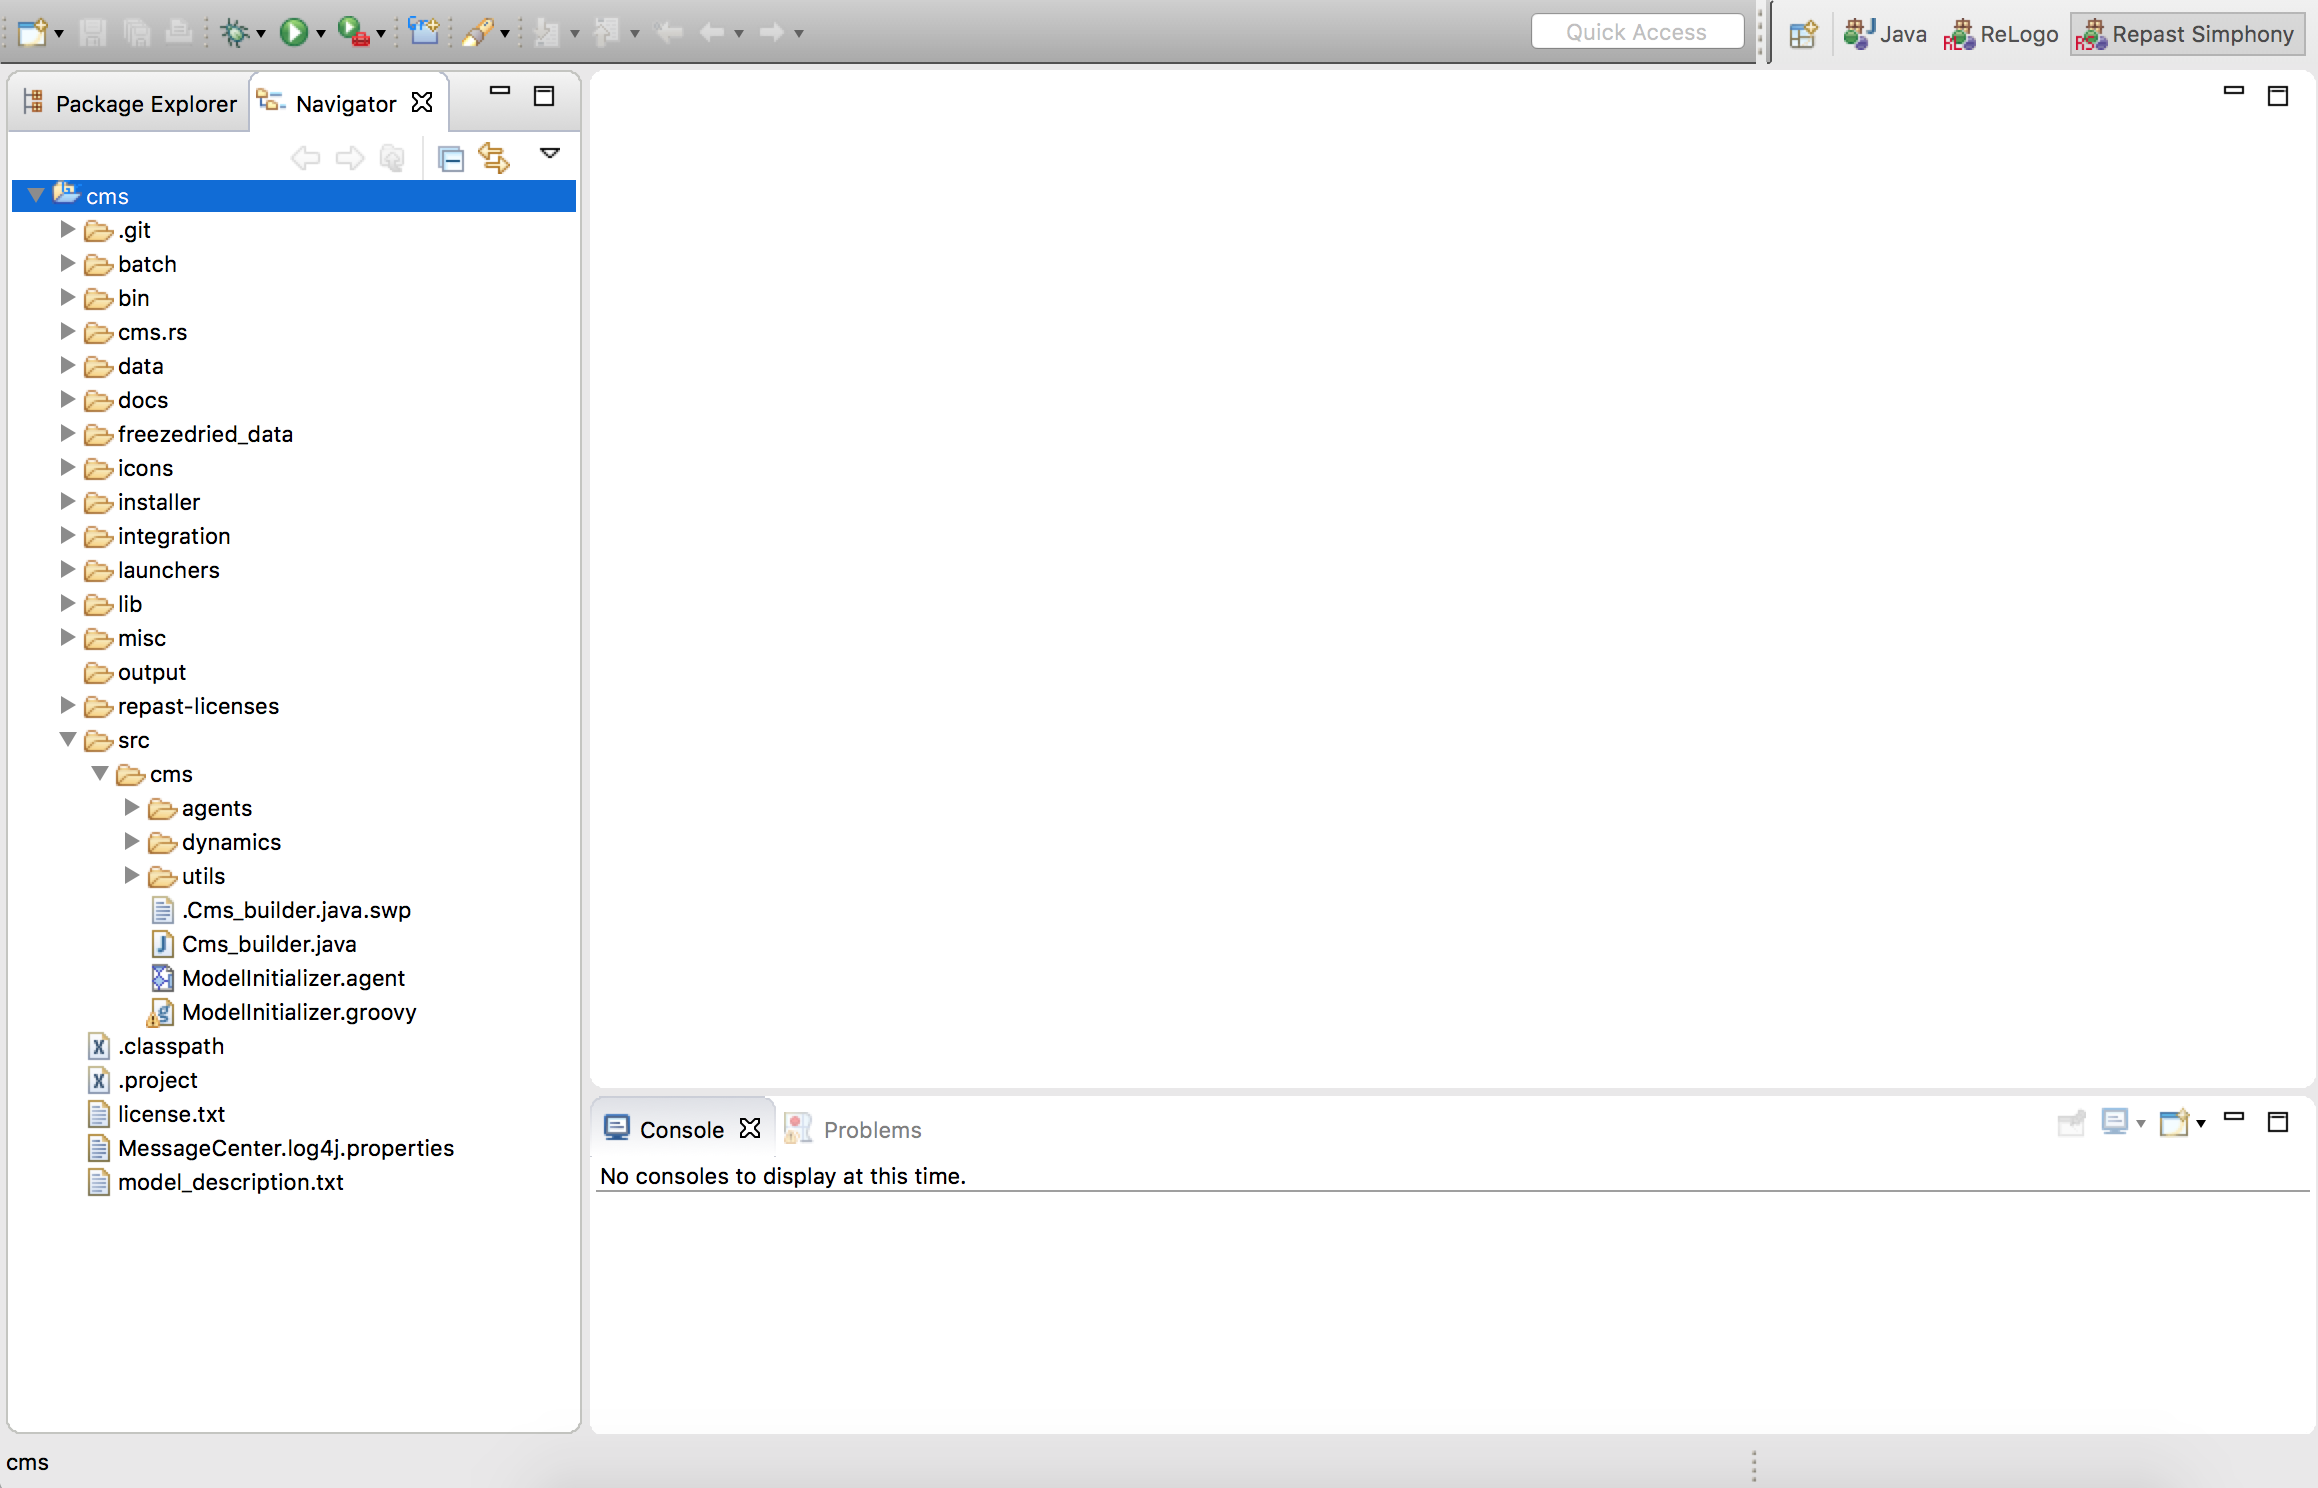 Quick Access
Java
ReLogo
Repast Simphony
Package Explorer
Navigator
cms
.git
batch
bin
cms.rs
data
docs
freezedried_data
icons
installer
integration
launchers
lib
misc
output
repast-licenses
src
cms
agents
dynamics
utils
.Cms_builder.java.swp
Cms_builder.java
ModelInitializer.agent
ModelInitializer.groovy
.classpath
.project
license.txt
MessageCenter.log4j.properties
model_description.txt
Console
Problems
No consoles to display at this time.
cms